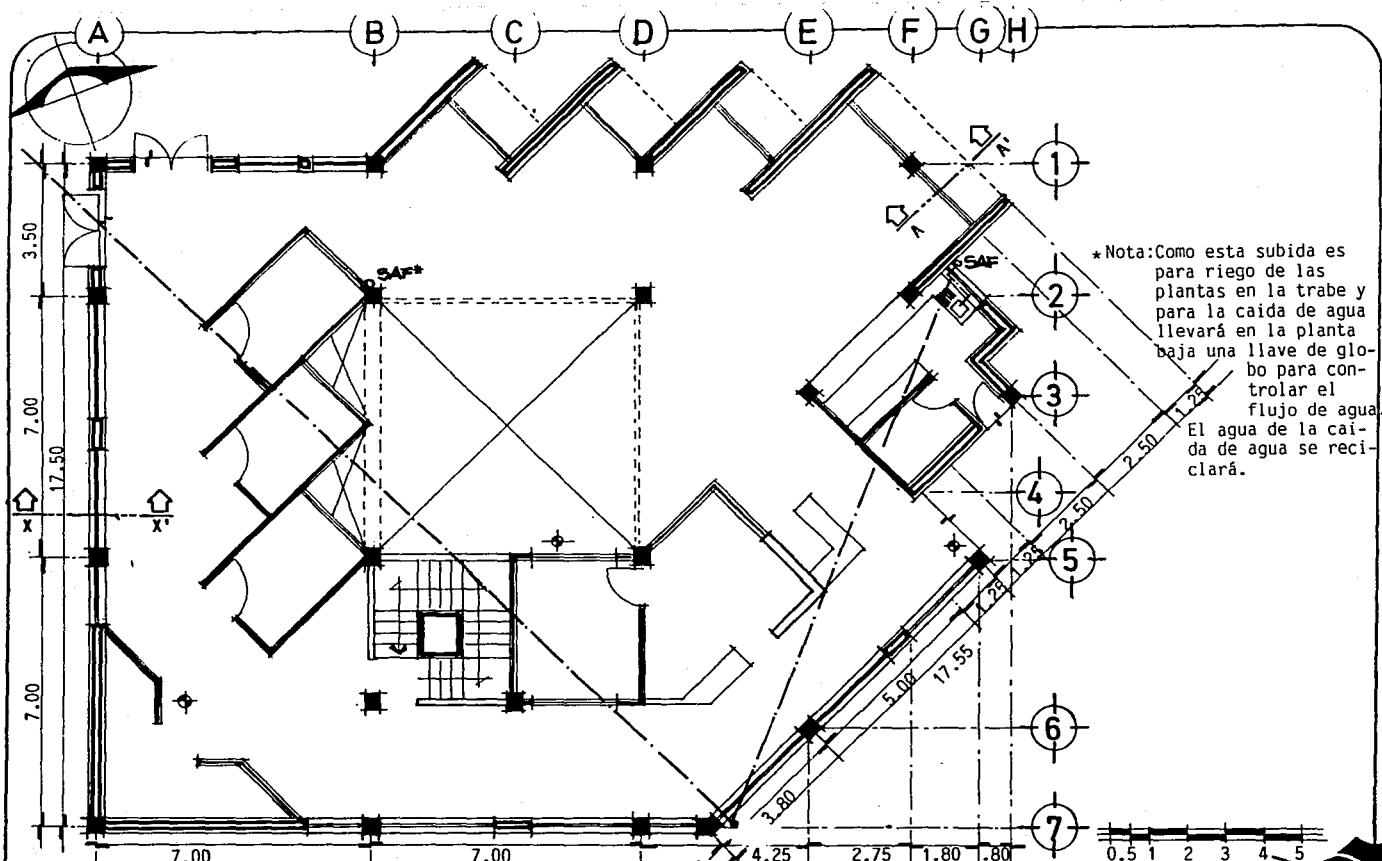 A B C D E F G H
1
A'
A
3.50
*Nota:Como esta subida es
para riego de las
plantas en la trabe y
para la caida de agua
llevará en la planta
baja una llave de glo-
bo para con-
trolar el
flujo de agua
El agua de la cai-
da de agua se reci-
clará.
SAF*
SAF
2
3
1.25
7.00
17.50
2.50
x
x'
4
2.50
5
1.25
1.25
17.55
5.00
7.00
6
3.80
7
7.00 7.00 4.25 2.75 1.80 .80
0.5 1 2 3 4 5